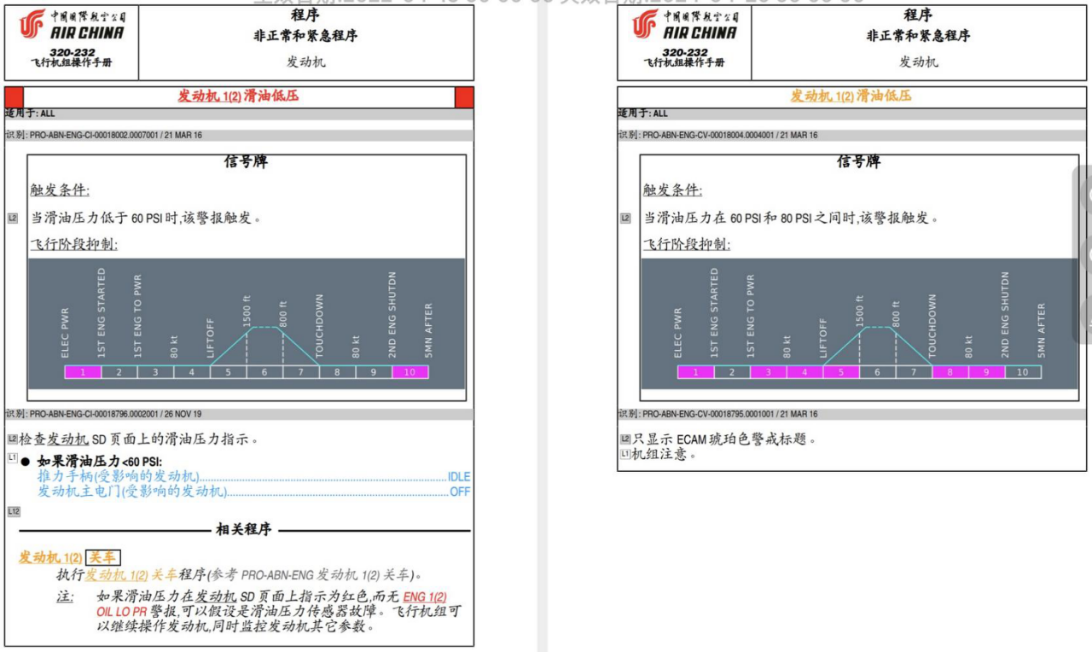 中国国际航空公司
AIR CHINA
320-232
飞行机组操作手册
程序
非正常和紧急程序
发动机
发动机 1(2) 滑油低压
适用于: ALL
识别: PRO-ABN-ENG-CI-00018002.0007001 / 21 MAR 16
信号牌
触发条件:
L2 当滑油压力低于 60 PSI 时,该警报触发。
飞行阶段抑制:
ELEC PWR
1ST ENG STARTED
1ST ENG TO PWR
80 kt
LIFTOFF
1500 ft
800 ft
TOUCHDOWN
80 kt
2ND ENG SHUTDN
5MN AFTER
1 2 3 4 5 6 7 8 9 10
识别: PRO-ABN-ENG-CI-00018796.0002001 / 26 NOV 19
L2 检查发动机 SD 页面上的滑油压力指示。
L1 ● 如果滑油压力<60 PSI:
推力手柄(受影响的发动机)......IDLE
发动机主电门(受影响的发动机)......OFF
L12
相关程序
发动机 1(2) 关车
执行发动机 1(2) 关车程序(参考 PRO-ABN-ENG 发动机 1(2) 关车)。
注: 如果滑油压力在发动机 SD 页面上指示为红色,而无 ENG 1(2)
OIL LO PR 警报,可以假设是滑油压力传感器故障。飞行机组可
以继续操作发动机,同时监控发动机其它参数。
中国国际航空公司
AIR CHINA
320-232
飞行机组操作手册
程序
非正常和紧急程序
发动机
发动机 1(2) 滑油低压
适用于: ALL
识别: PRO-ABN-ENG-CV-00018004.0004001 / 21 MAR 16
信号牌
触发条件:
L2 当滑油压力在 60 PSI 和 80 PSI 之间时,该警报触发。
飞行阶段抑制:
ELEC PWR
1ST ENG STARTED
1ST ENG TO PWR
80 kt
LIFTOFF
1500 ft
800 ft
TOUCHDOWN
80 kt
2ND ENG SHUTDN
5MN AFTER
1 2 3 4 5 6 7 8 9 10
识别: PRO-ABN-ENG-CV-00018795.0001001 / 21 MAR 16
L2 只显示 ECAM 琥珀色警戒标题。
L1 机组注意。